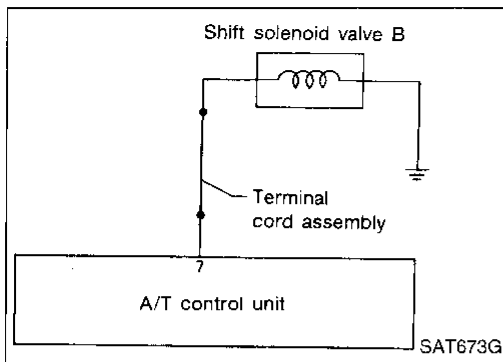 Shift solenoid valve B
Terminal
cord assembly
7
A/T control unit
SAT673G